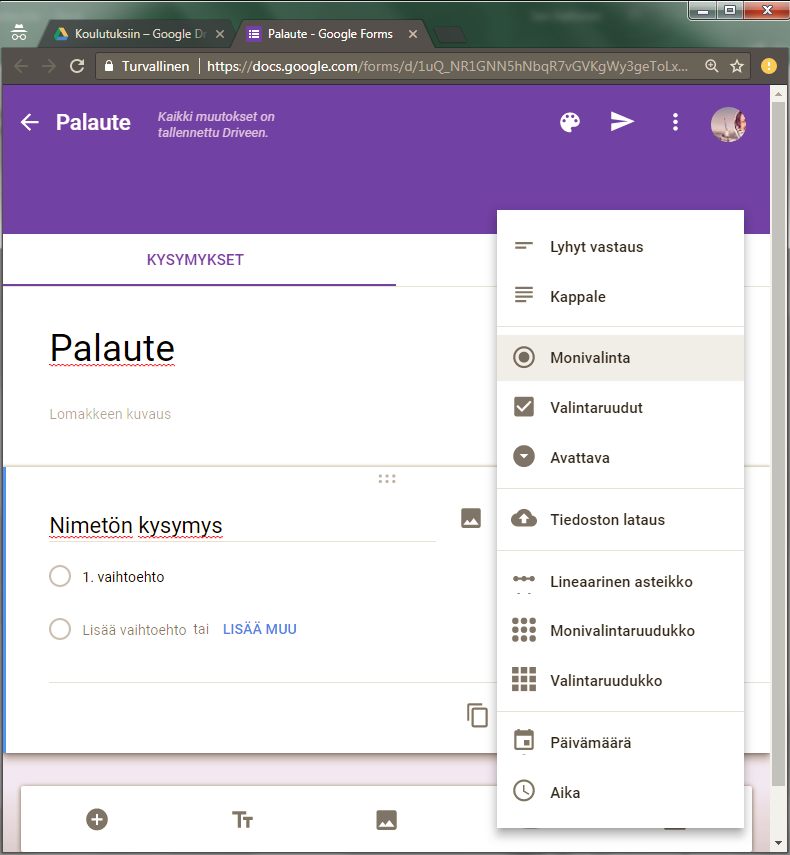 Koulutuksiin – Google Dr
Palaute - Google Forms
Turvallinen
https://docs.google.com/forms/d/1uQ_NR1GNN5hNbqR7vGVKgWy3geToLx...
Palaute
Kaikki muutokset on
tallennettu Driveen.
KYSYMYKSET
Palaute
Lomakkeen kuvaus
Nimetön kysymys
1. vaihtoehto
Lisää vaihtoehto tai LISÄÄ MUU
Lyhyt vastaus
Kappale
Monivalinta
Valintaruudut
Avattava
Tiedoston lataus
Lineaarinen asteikko
Monivalintaruudukko
Valintaruudukko
Päivämäärä
Aika
Tt